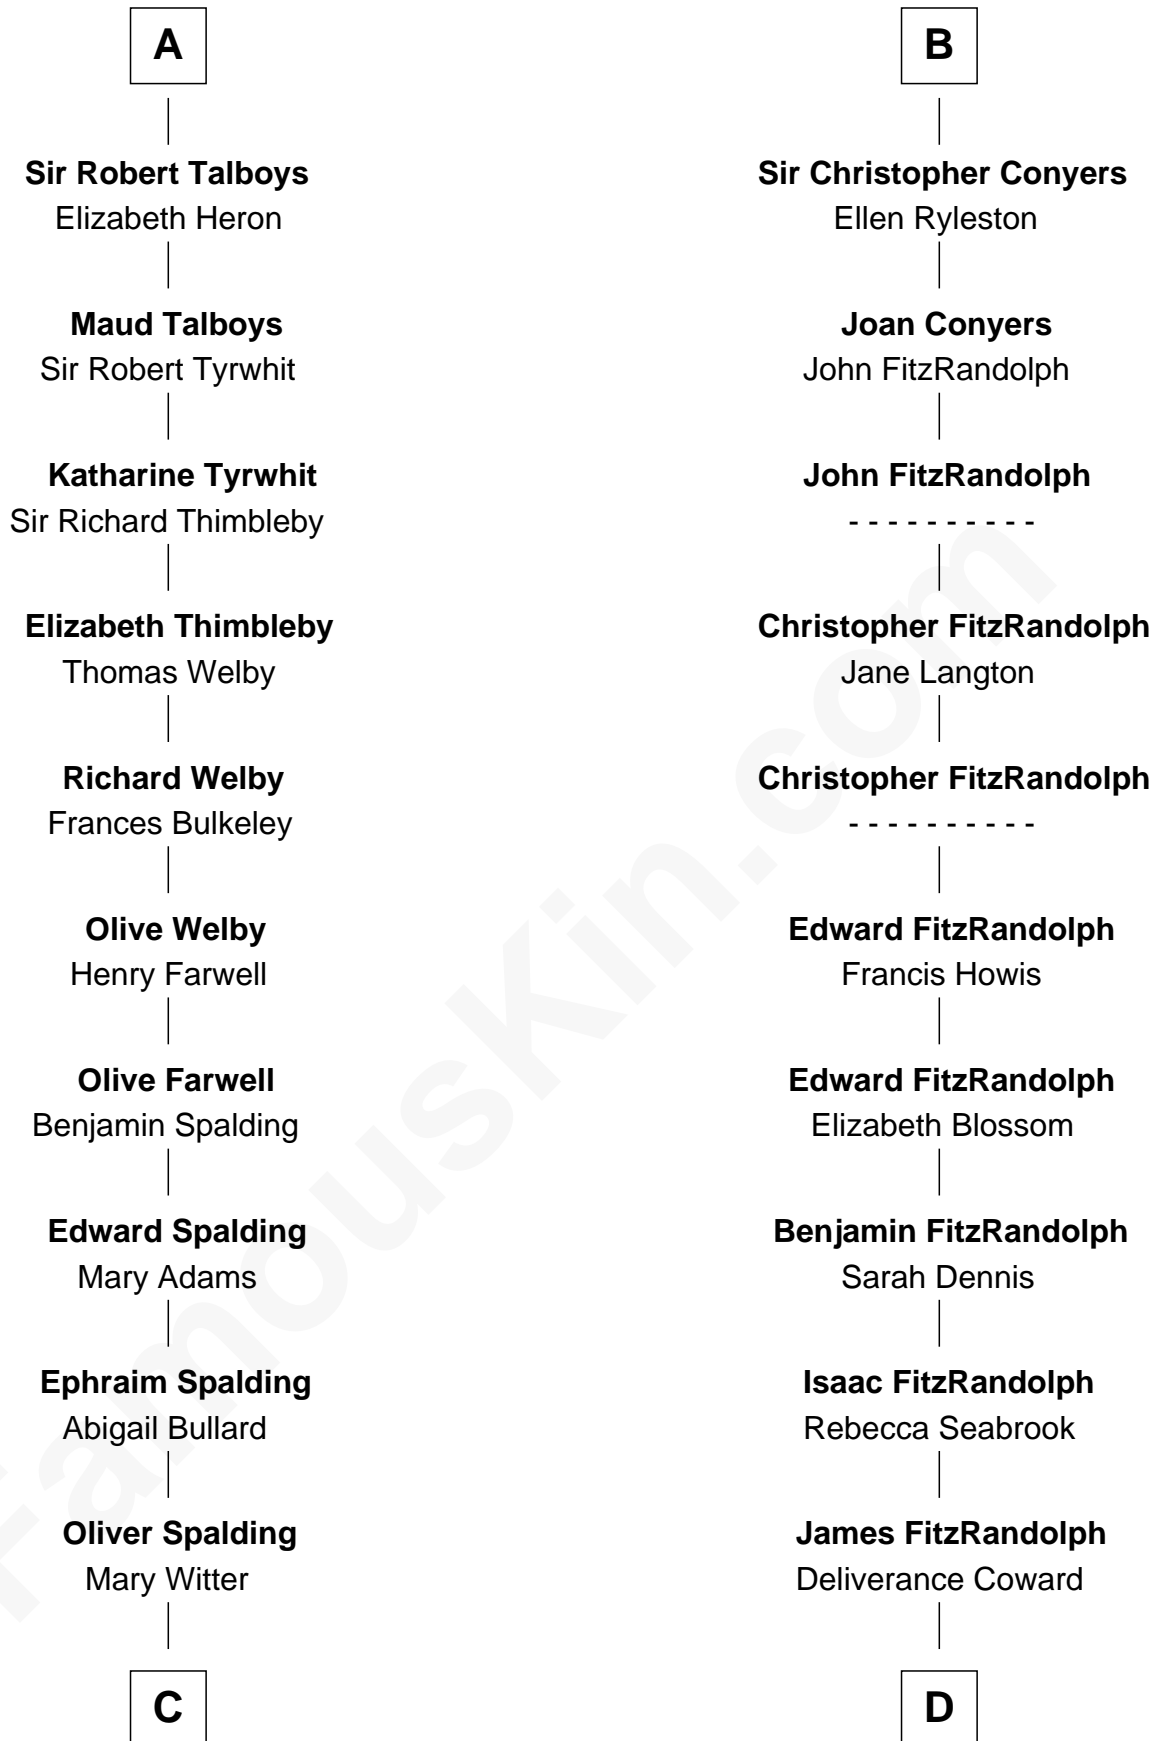 A
Sir Robert Talboys
Elizabeth Heron
Maud Talboys
Sir Robert Tyrwhit
Katharine Tyrwhit
Sir Richard Thimbleby
Elizabeth Thimbleby
Thomas Welby
Richard Welby
Frances Bulkeley
Olive Welby
Henry Farwell
Olive Farwell
Benjamin Spalding
Edward Spalding
Mary Adams
Ephraim Spalding
Abigail Bullard
Oliver Spalding
Mary Witter
C
B
Sir Christopher Conyers
Ellen Ryleston
Joan Conyers
John FitzRandolph
John FitzRandolph
- - - - - - - - - -
Christopher FitzRandolph
Jane Langton
Christopher FitzRandolph
- - - - - - - - - -
Edward FitzRandolph
Francis Howis
Edward FitzRandolph
Elizabeth Blossom
Benjamin FitzRandolph
Sarah Dennis
Isaac FitzRandolph
Rebecca Seabrook
James FitzRandolph
Deliverance Coward
D
FamousKin.com